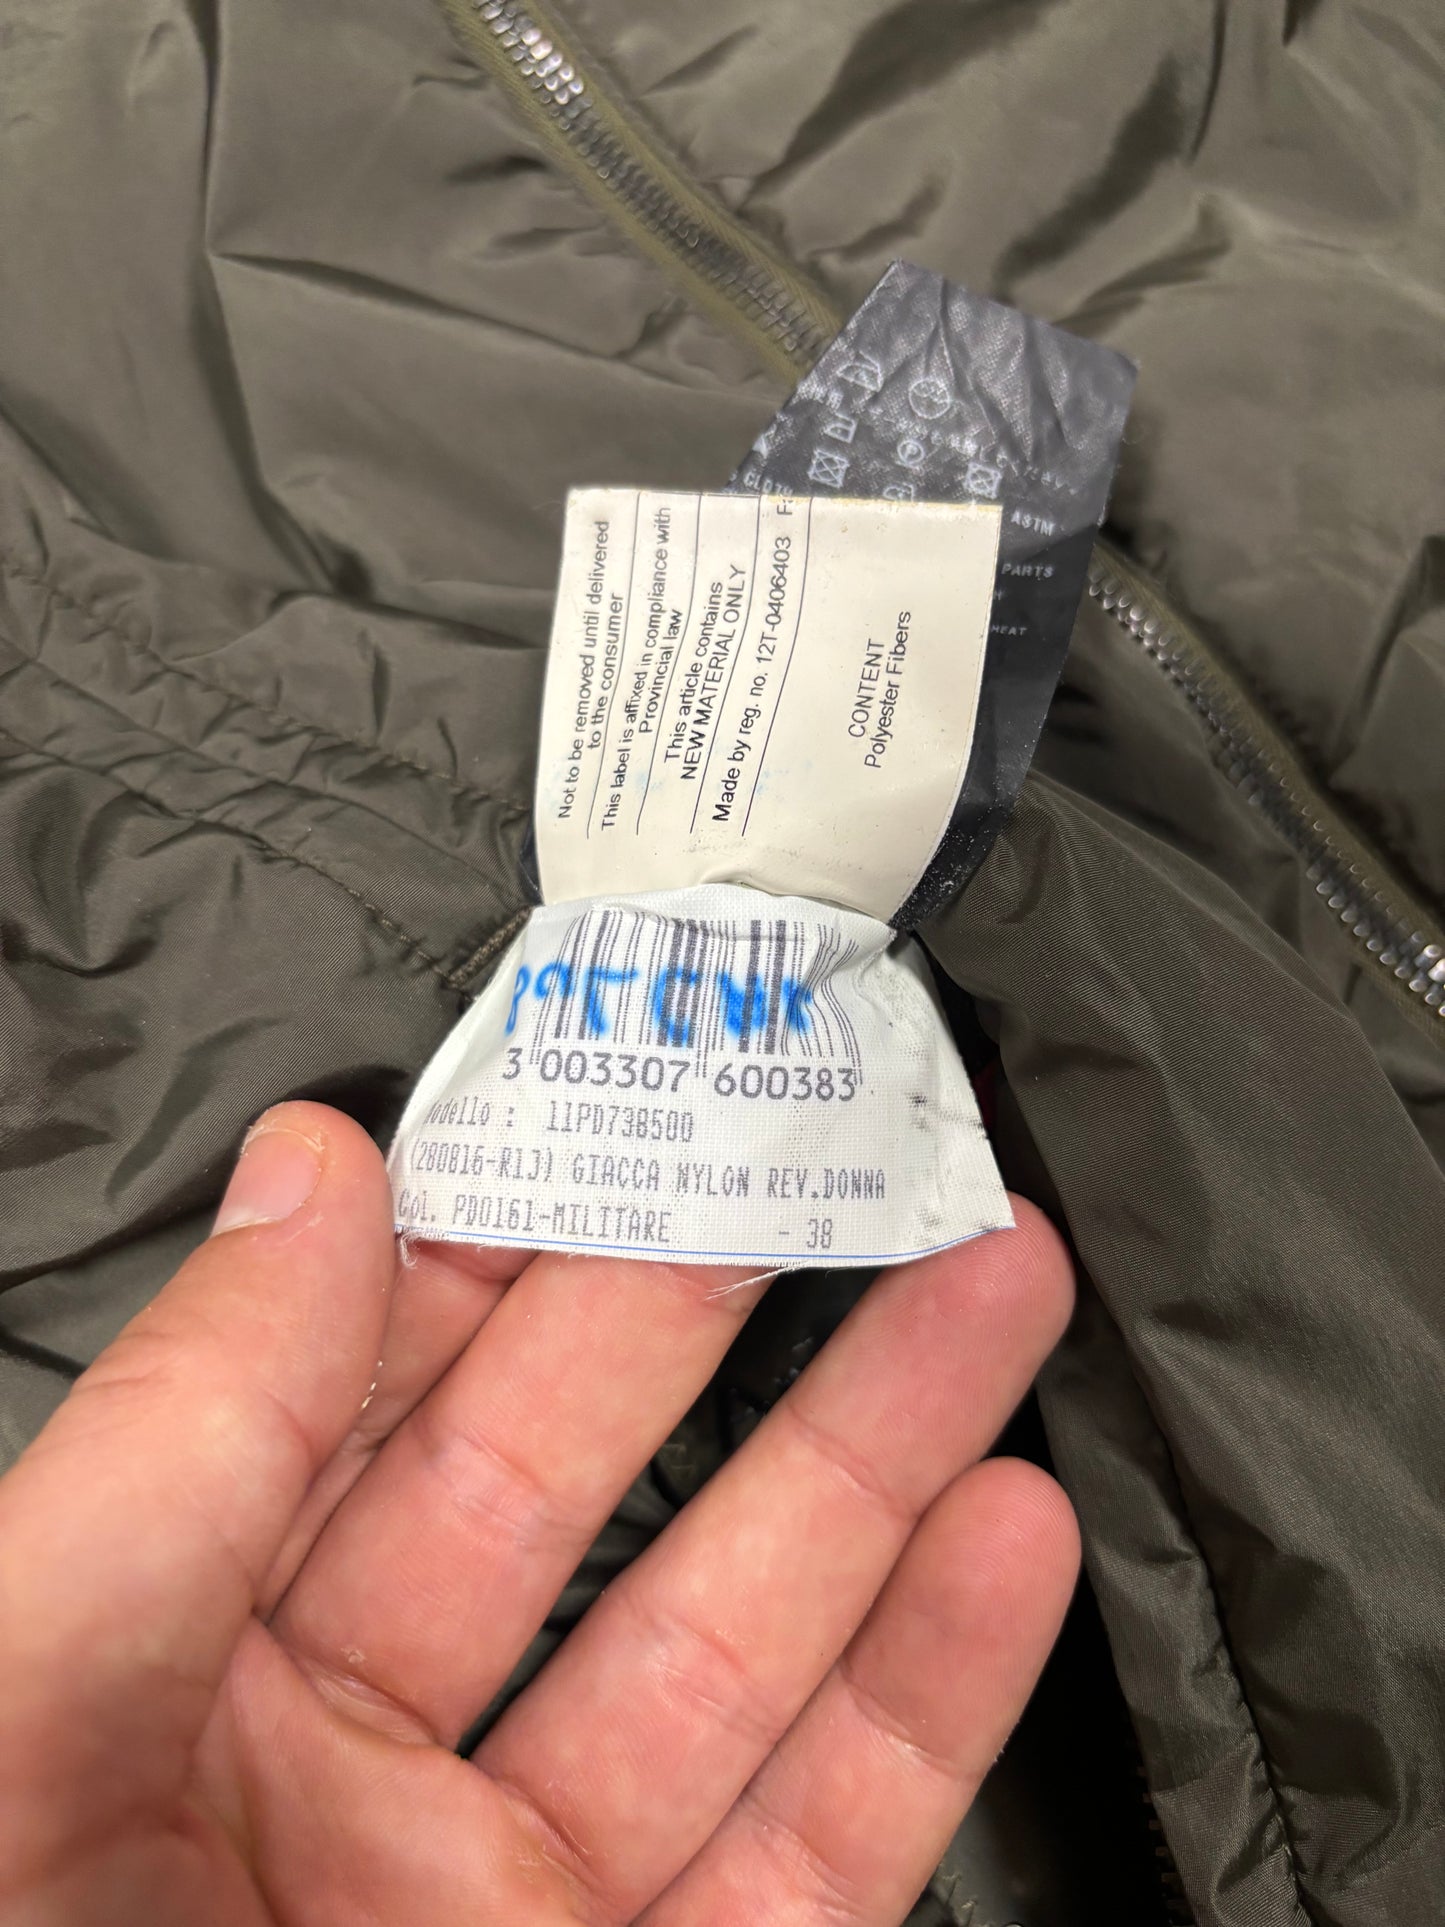 ASTM
PARTS
HEAT
Not to be removed until delivered
to the consumer
This label is affixed in compliance with
Provincial law
This article contains
NEW MATERIAL ONLY
Made by reg. no. 12T-0406403
CONTENT
Polyester Fibers
3 003307 600383
Modello : 11PD738500
(280816-R1J) GIACCA NYLON REV.DONNA
Col. PD0161-MILITARE - 38